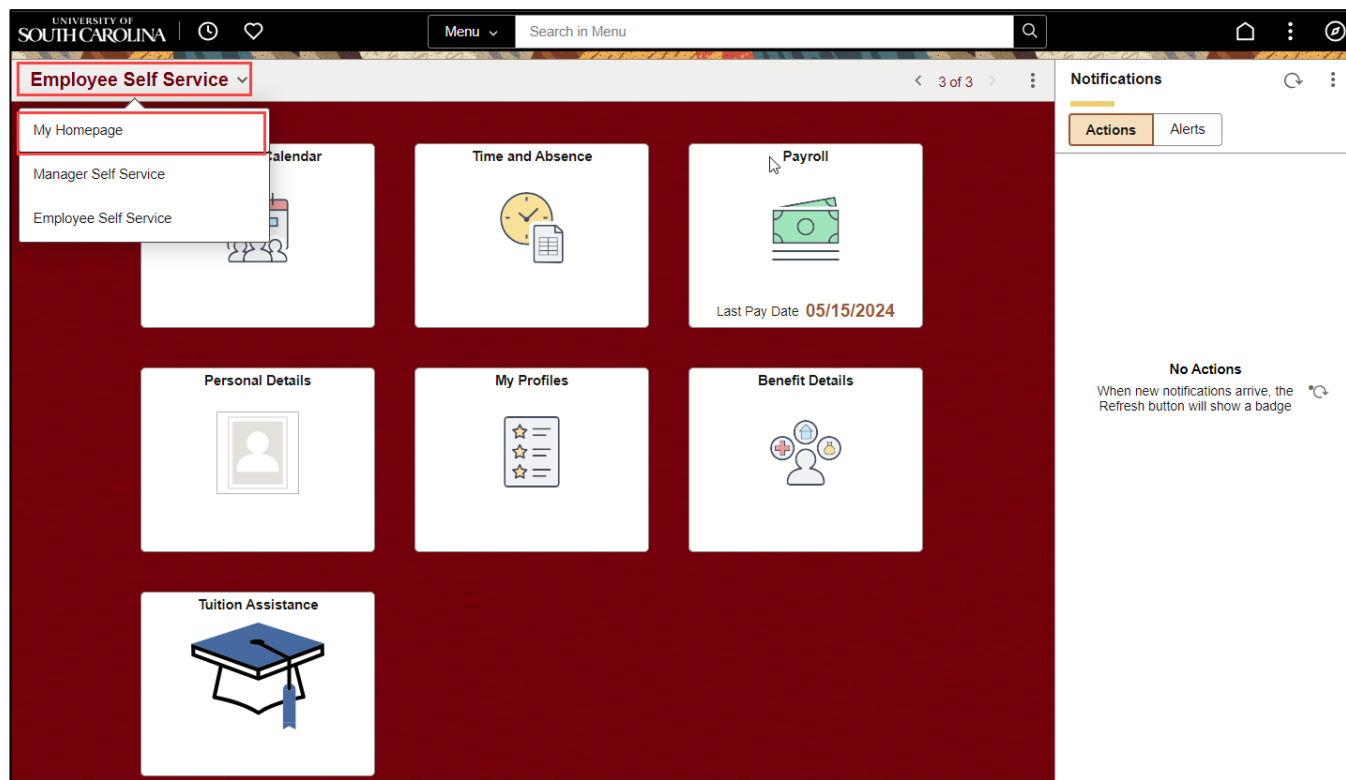 UNIVERSITY OF
SOUTH CAROLINA
Menu
Search in Menu
Employee Self Service
3 of 3
Notifications
My Homepage
Manager Self Service
Employee Self Service
Actions
Alerts
Calendar
Time and Absence
Payroll
Last Pay Date 05/15/2024
Personal Details
My Profiles
Benefit Details
No Actions
When new notifications arrive, the
Refresh button will show a badge
Tuition Assistance